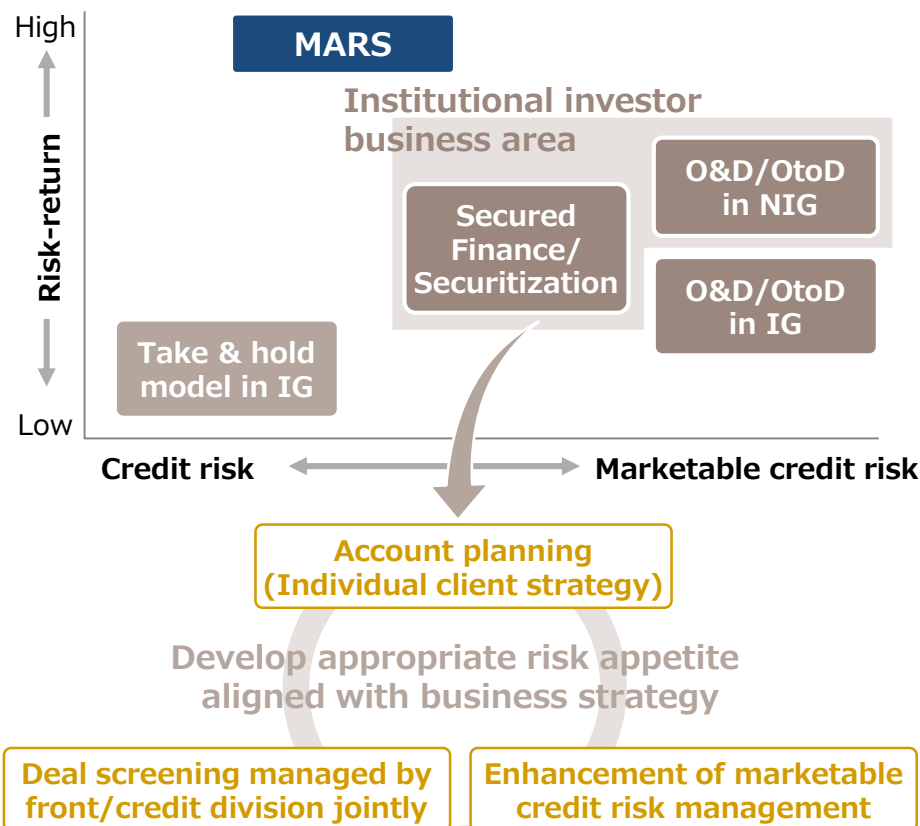 High
MARS
Institutional investor
business area
O&D/OtoD
in NIG
Secured
Finance/
Securitization
O&D/OtoD
in IG
Risk-return
Take & hold
model in IG
Low
Credit risk
Marketable credit risk
Account planning
(Individual client strategy)
Develop appropriate risk appetite
aligned with business strategy
Deal screening managed by
front/credit division jointly
Enhancement of marketable
credit risk management